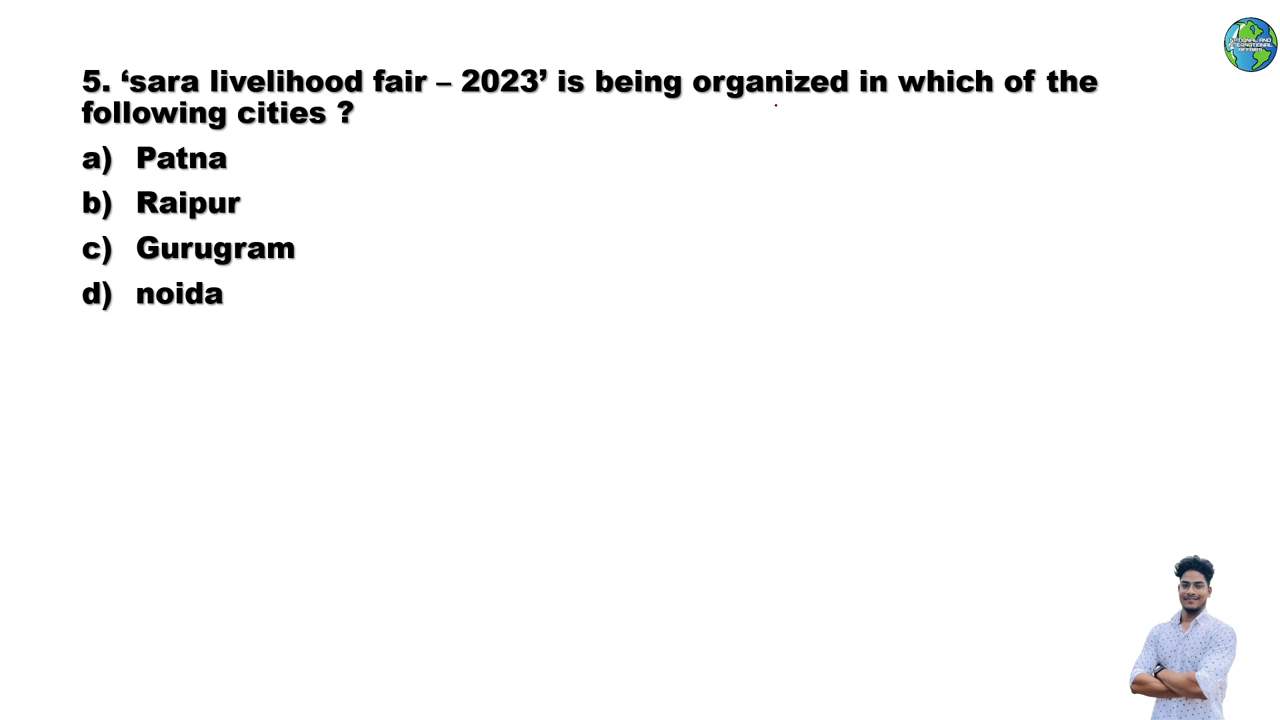 5. ‘sara livelihood fair – 2023’ is being organized in which of the
following cities ?
a) Patna
b) Raipur
c) Gurugram
d) noida